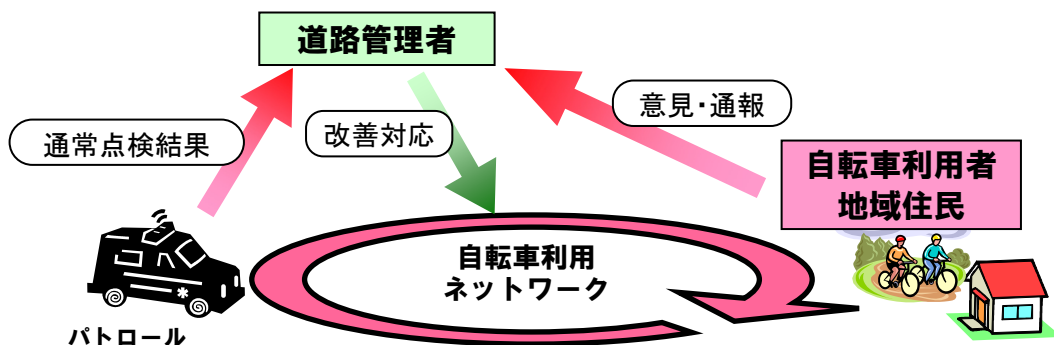 道路管理者
通常点検結果
改善対応
意見・通報
自転車利用者
地域住民
自転車利用
ネットワーク
パトロール